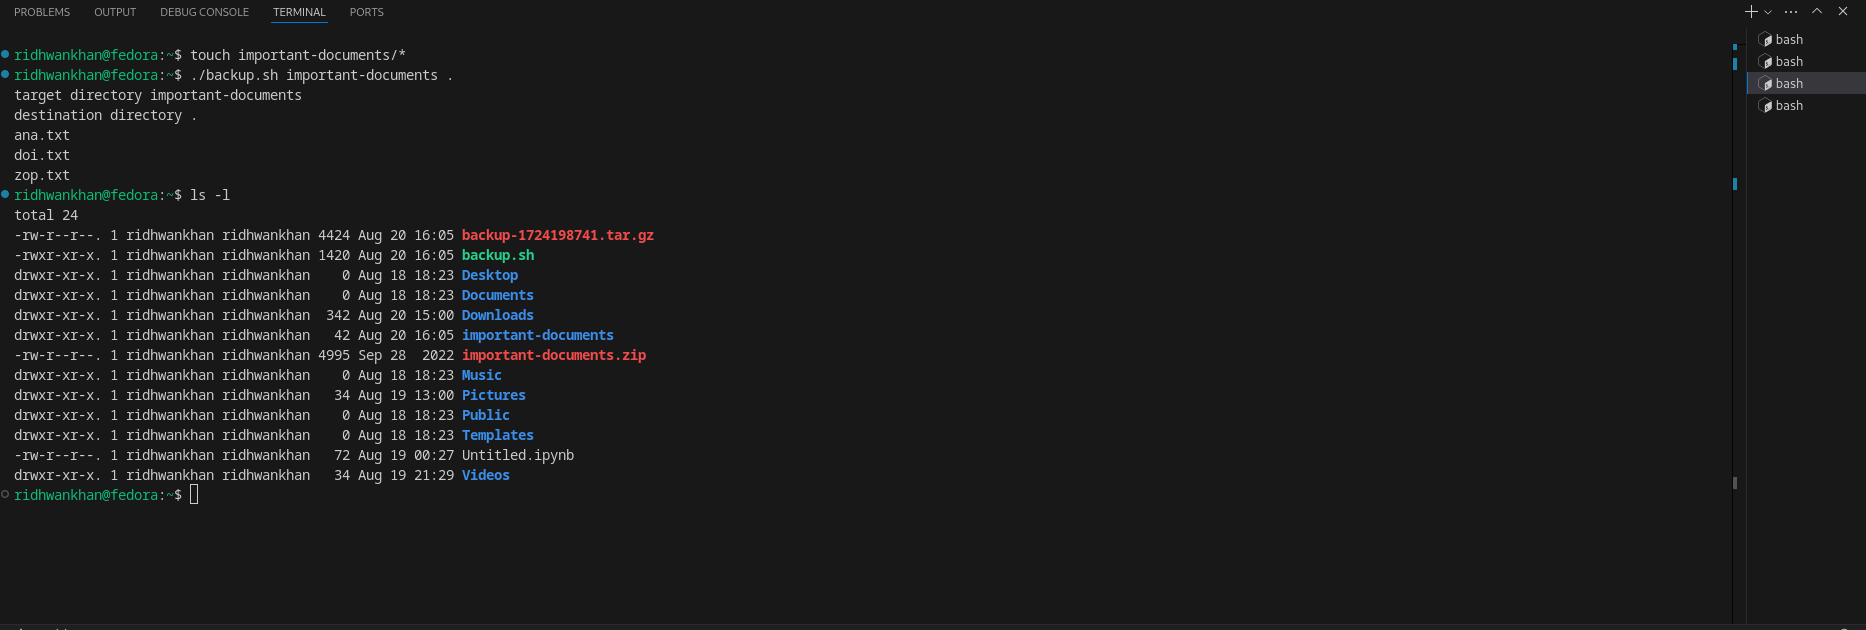 PROBLEMS OUTPUT DEBUG CONSOLE TERMINAL PORTS
ridhwankhan@fedora:~$ touch important-documents/*
ridhwankhan@fedora:~$ ./backup.sh important-documents .
target directory important-documents
destination directory .
ana.txt
doi.txt
zop.txt
ridhwankhan@fedora:~$ ls -l
total 24
-rw-r--r--. 1 ridhwankhan ridhwankhan 4424 Aug 20 16:05 backup-1724198741.tar.gz
-rwxr-xr-x. 1 ridhwankhan ridhwankhan 1420 Aug 20 16:05 backup.sh
drwxr-xr-x. 1 ridhwankhan ridhwankhan    0 Aug 18 18:23 Desktop
drwxr-xr-x. 1 ridhwankhan ridhwankhan    0 Aug 18 18:23 Documents
drwxr-xr-x. 1 ridhwankhan ridhwankhan  342 Aug 20 15:00 Downloads
drwxr-xr-x. 1 ridhwankhan ridhwankhan   42 Aug 20 16:05 important-documents
-rw-r--r--. 1 ridhwankhan ridhwankhan 4995 Sep 28  2022 important-documents.zip
drwxr-xr-x. 1 ridhwankhan ridhwankhan    0 Aug 18 18:23 Music
drwxr-xr-x. 1 ridhwankhan ridhwankhan   34 Aug 19 13:00 Pictures
drwxr-xr-x. 1 ridhwankhan ridhwankhan    0 Aug 18 18:23 Public
drwxr-xr-x. 1 ridhwankhan ridhwankhan    0 Aug 18 18:23 Templates
-rw-r--r--. 1 ridhwankhan ridhwankhan   72 Aug 19 00:27 Untitled.ipynb
drwxr-xr-x. 1 ridhwankhan ridhwankhan   34 Aug 19 21:29 Videos
ridhwankhan@fedora:~$
bash
bash
bash
bash